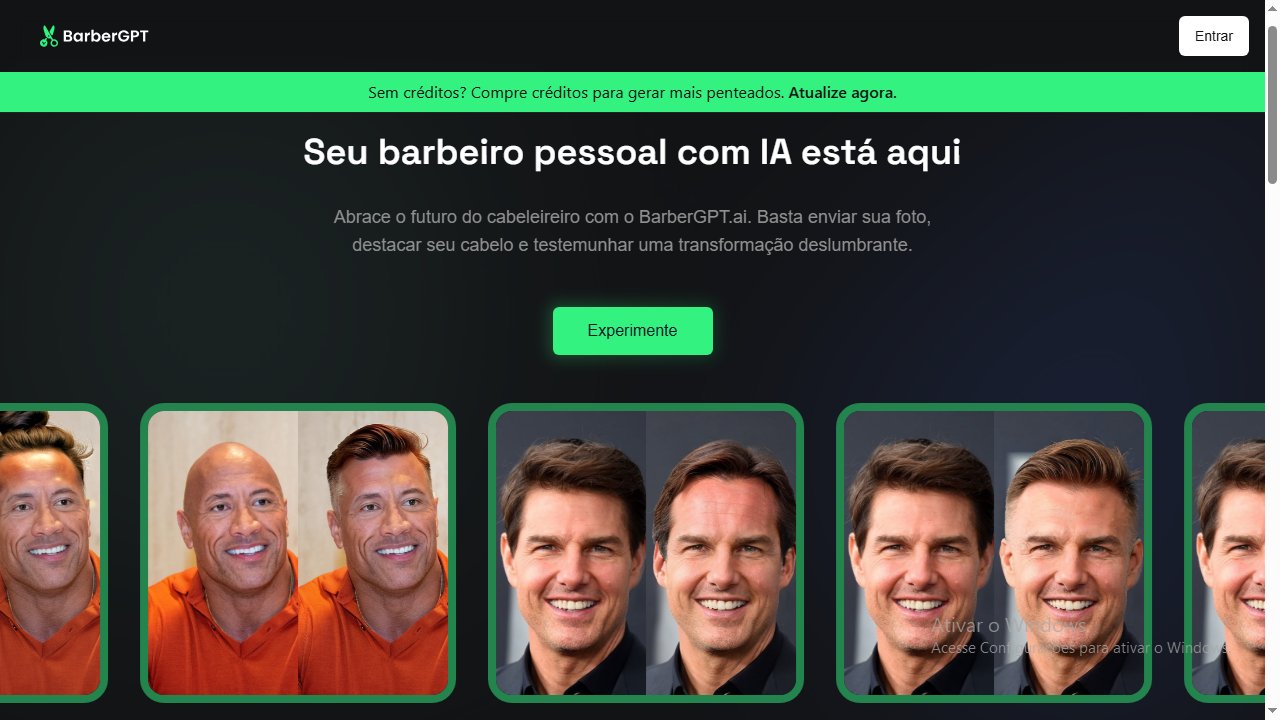 BarberGPT
Entrar
Sem créditos? Compre créditos para gerar mais penteados. Atualize agora.
Seu barbeiro pessoal com IA está aqui
Abrace o futuro do cabeleireiro com o BarberGPT.ai. Basta enviar sua foto,
destacar seu cabelo e testemunhar uma transformação deslumbrante.
Experimente
Ativar o Windows
Acesse Configurações para ativar o Windows.